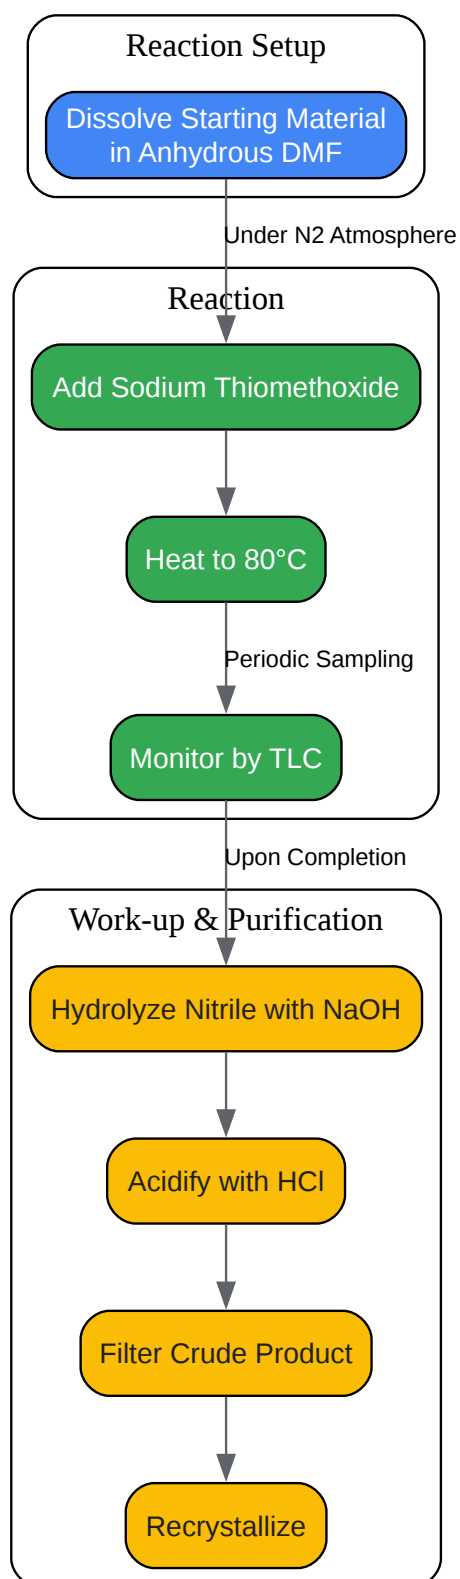 Reaction Setup
Dissolve Starting Material
in Anhydrous DMF
Under N2 Atmosphere
Reaction
Add Sodium Thiomethoxide
Heat to 80°C
Periodic Sampling
Monitor by TLC
Upon Completion
Work-up & Purification
Hydrolyze Nitrile with NaOH
Acidify with HCl
Filter Crude Product
Recrystallize